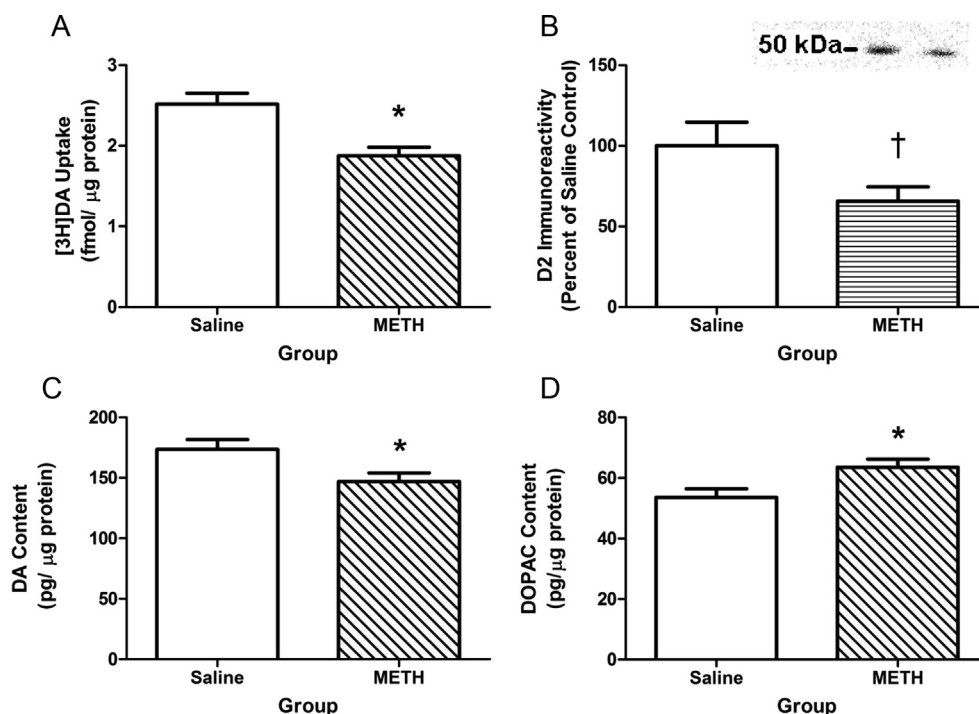 A
3
2
1
0
[3H]DA Uptake
(fmol/ μg protein)
*
Saline
METH
Group
B
50 kDa
150
100
50
0
D2 Immunoreactivity
(Percent of Saline Control)
†
Saline
METH
Group
C
200
150
100
50
0
DA Content
(pg/ μg protein)
*
Saline
METH
Group
D
80
60
40
20
0
DOPAC Content
(pg/μg protein)
*
Saline
METH
Group